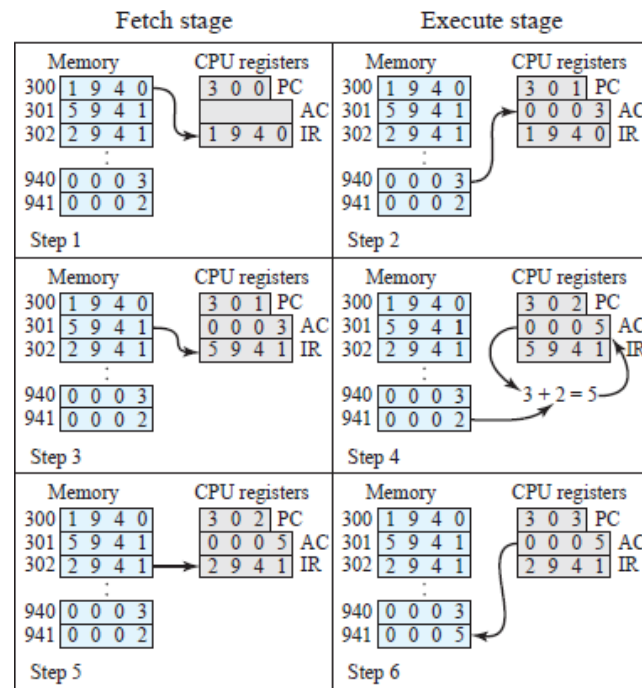 Fetch stage Execute stage
Memory CPU registers
300 1 9 4 0 3 0 0 PC
301 5 9 4 1 AC
302 2 9 4 1 1 9 4 0 IR
940 0 0 0 3
941 0 0 0 2
Step 1
Memory CPU registers
300 1 9 4 0 3 0 1 PC
301 5 9 4 1 0 0 0 3 AC
302 2 9 4 1 1 9 4 0 IR
940 0 0 0 3
941 0 0 0 2
Step 2
Memory CPU registers
300 1 9 4 0 3 0 1 PC
301 5 9 4 1 0 0 0 3 AC
302 2 9 4 1 5 9 4 1 IR
940 0 0 0 3
941 0 0 0 2
Step 3
Memory CPU registers
300 1 9 4 0 3 0 2 PC
301 5 9 4 1 0 0 0 5 AC
302 2 9 4 1 5 9 4 1 IR
940 0 0 0 3 3 + 2 = 5
941 0 0 0 2
Step 4
Memory CPU registers
300 1 9 4 0 3 0 2 PC
301 5 9 4 1 0 0 0 5 AC
302 2 9 4 1 2 9 4 1 IR
940 0 0 0 3
941 0 0 0 2
Step 5
Memory CPU registers
300 1 9 4 0 3 0 3 PC
301 5 9 4 1 0 0 0 5 AC
302 2 9 4 1 2 9 4 1 IR
940 0 0 0 3
941 0 0 0 5
Step 6